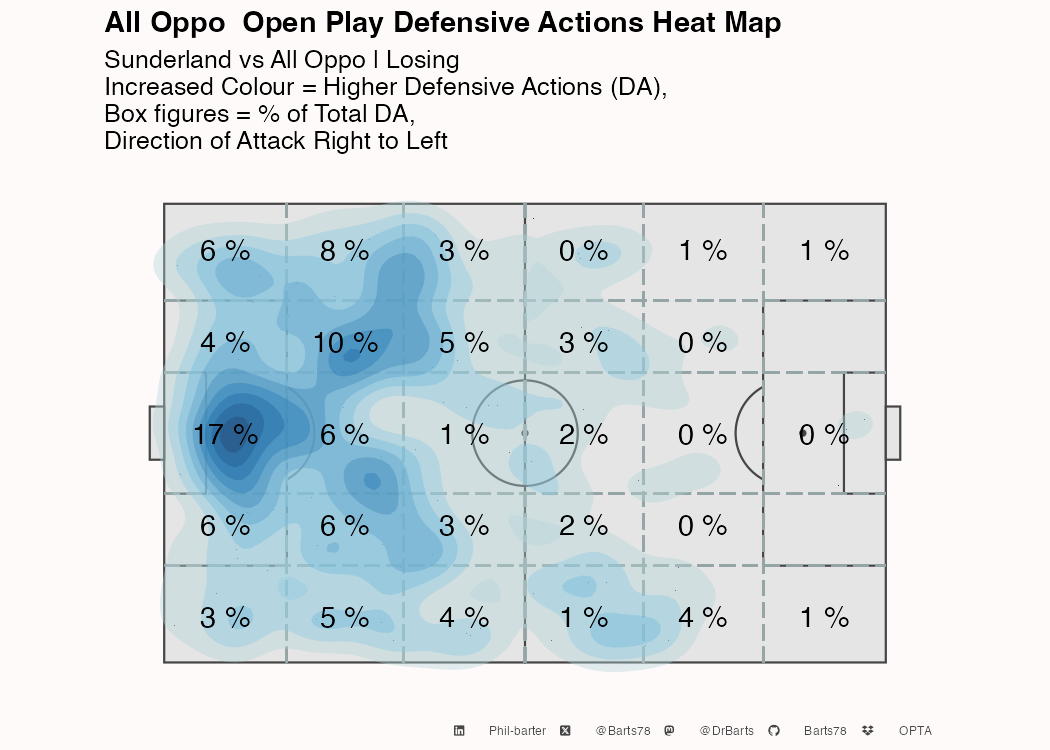 All Oppo  Open Play Defensive Actions Heat Map
Sunderland vs All Oppo | Losing
Increased Colour = Higher Defensive Actions (DA),
Box figures = % of Total DA,
Direction of Attack Right to Left
6 % 8 % 3 % 0 % 1 % 1 %
4 % 10 % 5 % 3 % 0 %
17 % 6 % 1 % 2 % 0 % 0 %
6 % 6 % 3 % 2 % 0 %
3 % 5 % 4 % 1 % 4 % 1 %
Phil-barter @Barts78 @DrBarts Barts78 OPTA